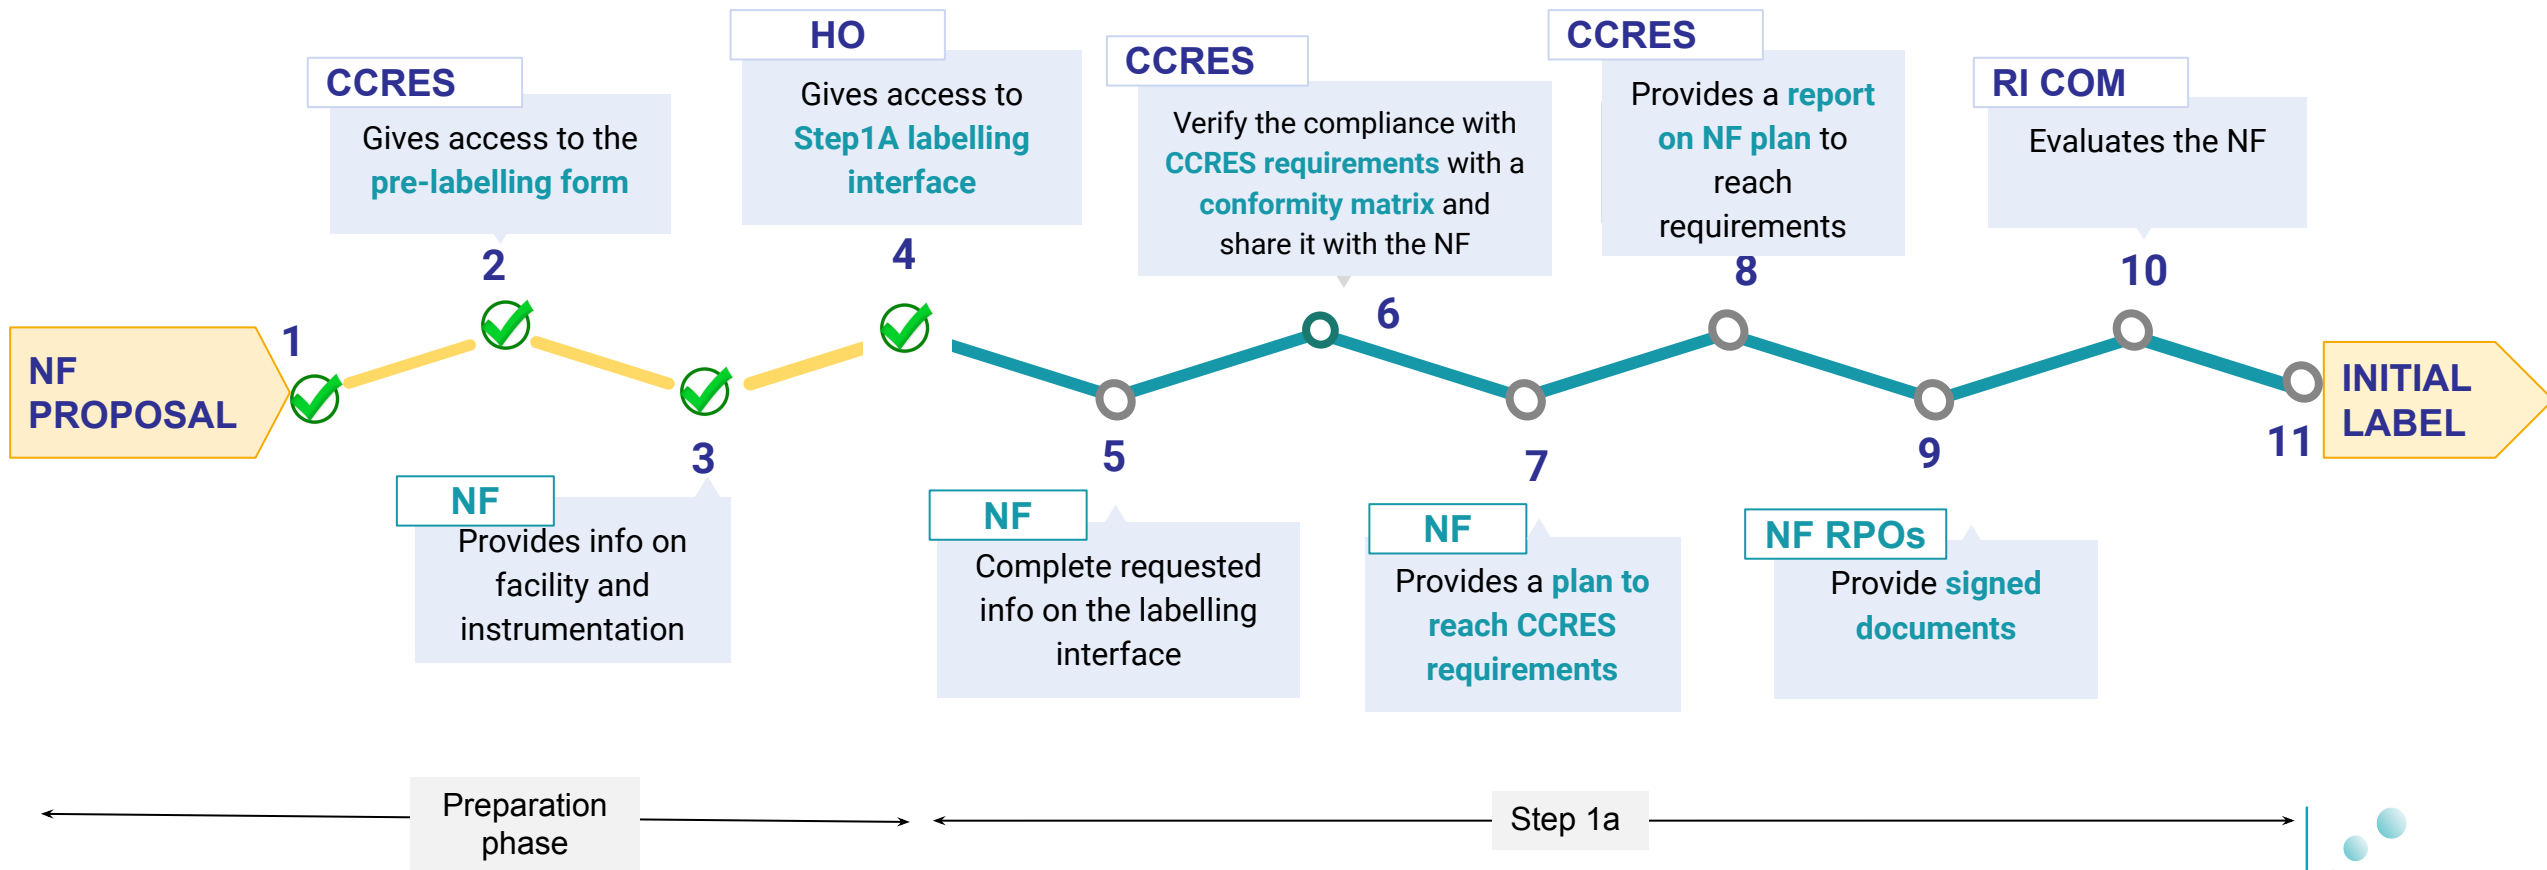 NF
PROPOSAL
1
CCRES
Gives access to the
pre-labelling form
2
3
NF
Provides info on
facility and
instrumentation
HO
Gives access to
Step1A labelling
interface
4
5
NF
Complete requested
info on the labelling
interface
CCRES
Verify the compliance with
CCRES requirements with a
conformity matrix and
share it with the NF
6
7
NF
Provides a plan to
reach CCRES
requirements
CCRES
Provides a report
on NF plan to
reach
requirements
8
9
NF RPOs
Provide signed
documents
RI COM
Evaluates the NF
10
11
INITIAL
LABEL
Preparation
phase
Step 1a